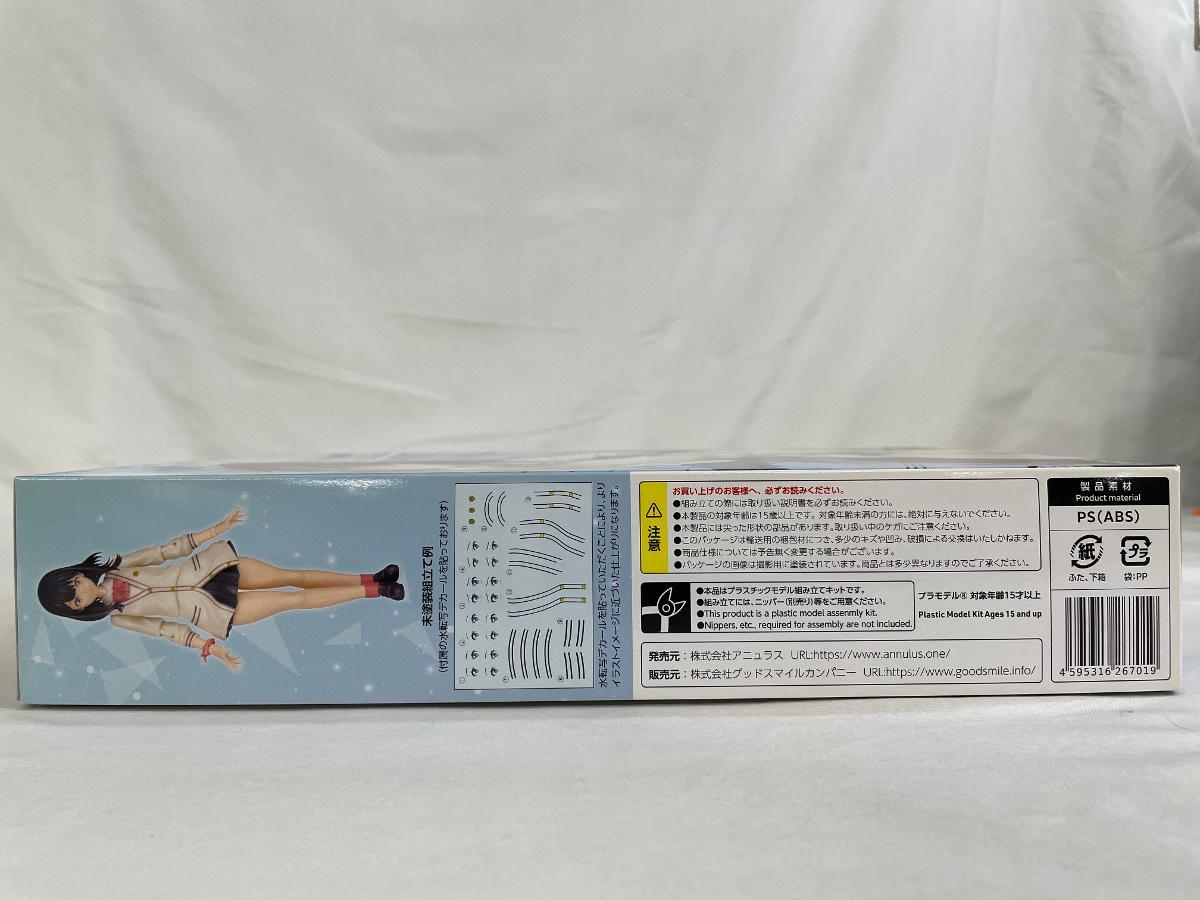 未塗装組立て例
(付属の水転写デカールを貼っております)
水転写デカールを貼っていただくことにより、より
イラストイメージに近づいた仕上がりになります。
注意
お買い上げのお客様へ、必ずお読みください。
●組み立ての際には取り扱い説明書を必ずお読みください。
●本製品の対象年齢は15歳以上です。対象年齢未満の方には、絶対に与えないでください。
●本製品には尖った形状の部品があります。取り扱い中のケガにご注意ください。
●このパッケージは輸送用の梱包材につき、多少のキズや凹み、破損による交換はいたしかねます。
●商品仕様については予告無く変更する場合がございます。
●パッケージの画像は撮影用に塗装されています。商品とは多少異なりますのでご了承ください。
●本品はプラスチックモデル組み立てキットです。
●組み立てには、ニッパー(別売り)等をご用意ください。
●This product is a plastic model assenmly kit.
●Nippers, etc., required for assembly are not included.
プラモデル® 対象年齢15才以上
Plastic Model Kit Ages 15 and up
発売元：株式会社アニュラス URL:https://www.annulus.one/
販売元：株式会社グッドスマイルカンパニー URL:https://www.goodsmile.info/
製品素材
Product material
PS(ABS)
紙
プラ
ふた、下箱
袋:PP
4 595316 267019